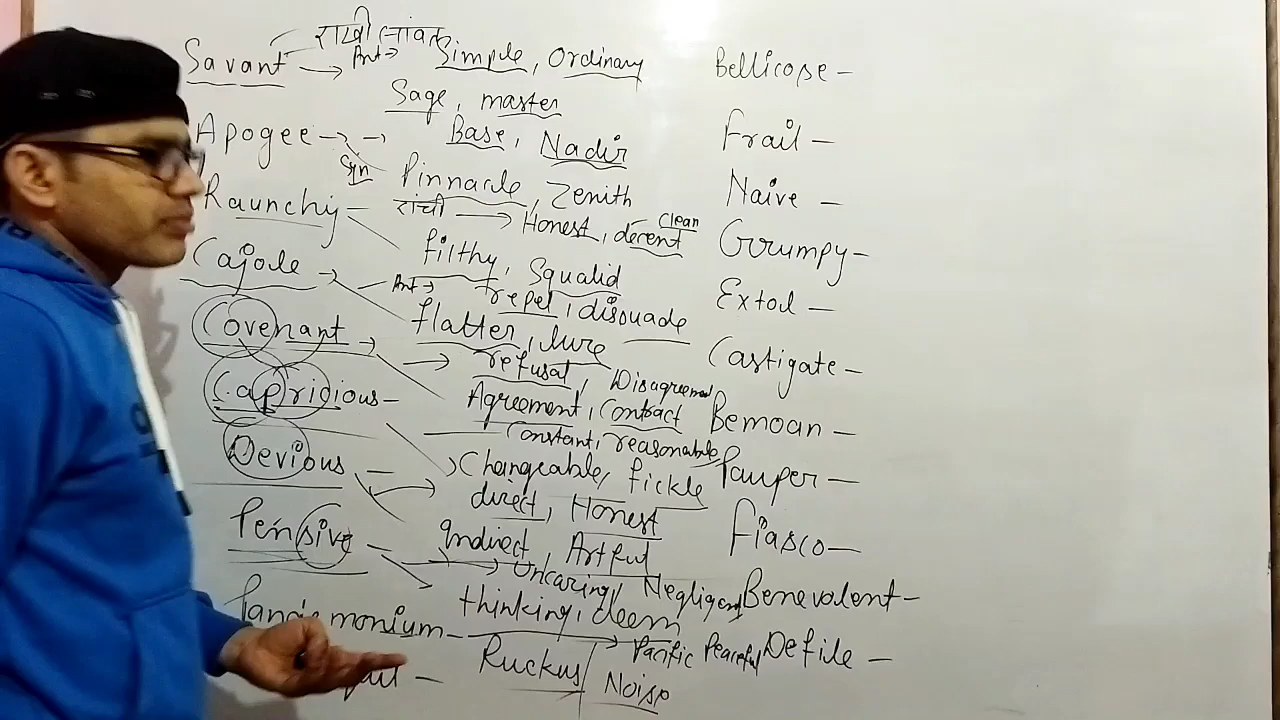 राखी सावंत
Savant → Ant→ Simple, Ordinary Bellicose –
Sage, master
Apogee → → Base, Nadir Frail –
Syn Pinnacle, Zenith Naive –
Raunchy – रांची → Honest, decent Clean Grumpy –
filthy, Squalid
Cajole → Ant→ repel, disouade Extol –
flatter, lure
Covenant → → refusal, Disagreement Castigate –
Agreement, Contract Bemoan –
Capricious – Constant, reasonable
Changeable, fickle Pauper –
Devious – direct, Honest
Indirect, Artful Fiasco –
Pensive – → Uncaring, Negligent Benevolent –
thinking, deem
monium – → Pacific Peaceful Defile –
Ruckus, Noise